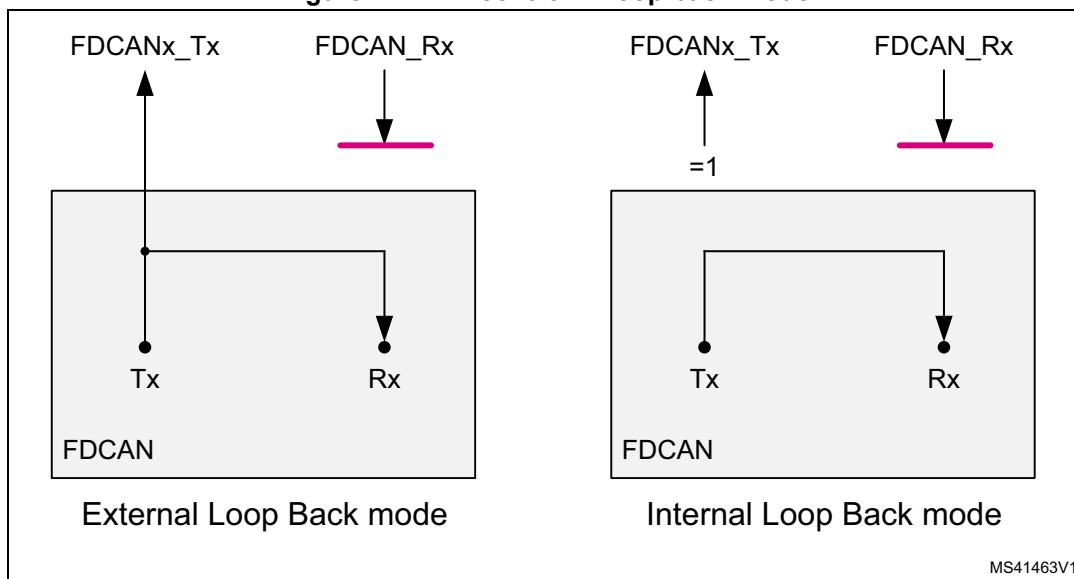 FDCANx_Tx FDCAN_Rx FDCANx_Tx FDCAN_Rx
=1
Tx Rx Tx Rx
FDCAN FDCAN
External Loop Back mode Internal Loop Back mode
MS41463V1